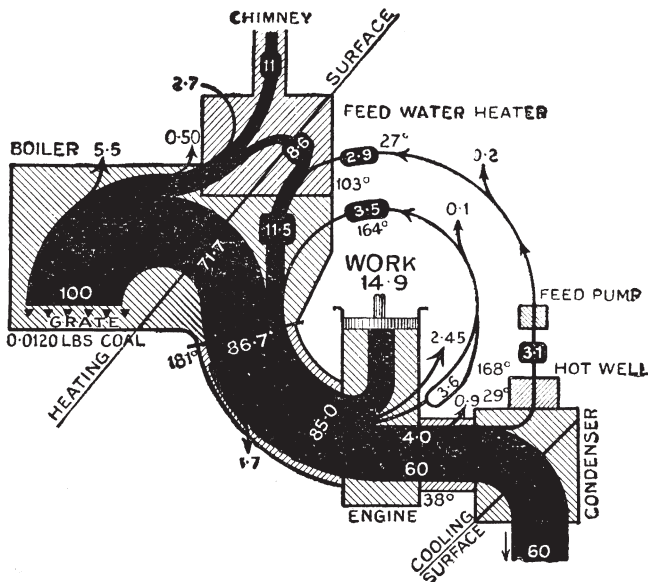 CHIMNEY
11
SURFACE
2.7
FEED WATER HEATER
0.50
8.6
2.9
27°
BOILER 5.5
0.2
103°
3.5
0.1
11.5
164°
71.7
WORK
14.9
100
FEED PUMP
GRATE
0.0120 LBS COAL
86.7
2.45
3.1
181°
168°
HOT WELL
HEATING
3.6
29°
0.9
85.0
4.0
1.7
60
CONDENSER
38°
ENGINE
COOLING
SURFACE
60